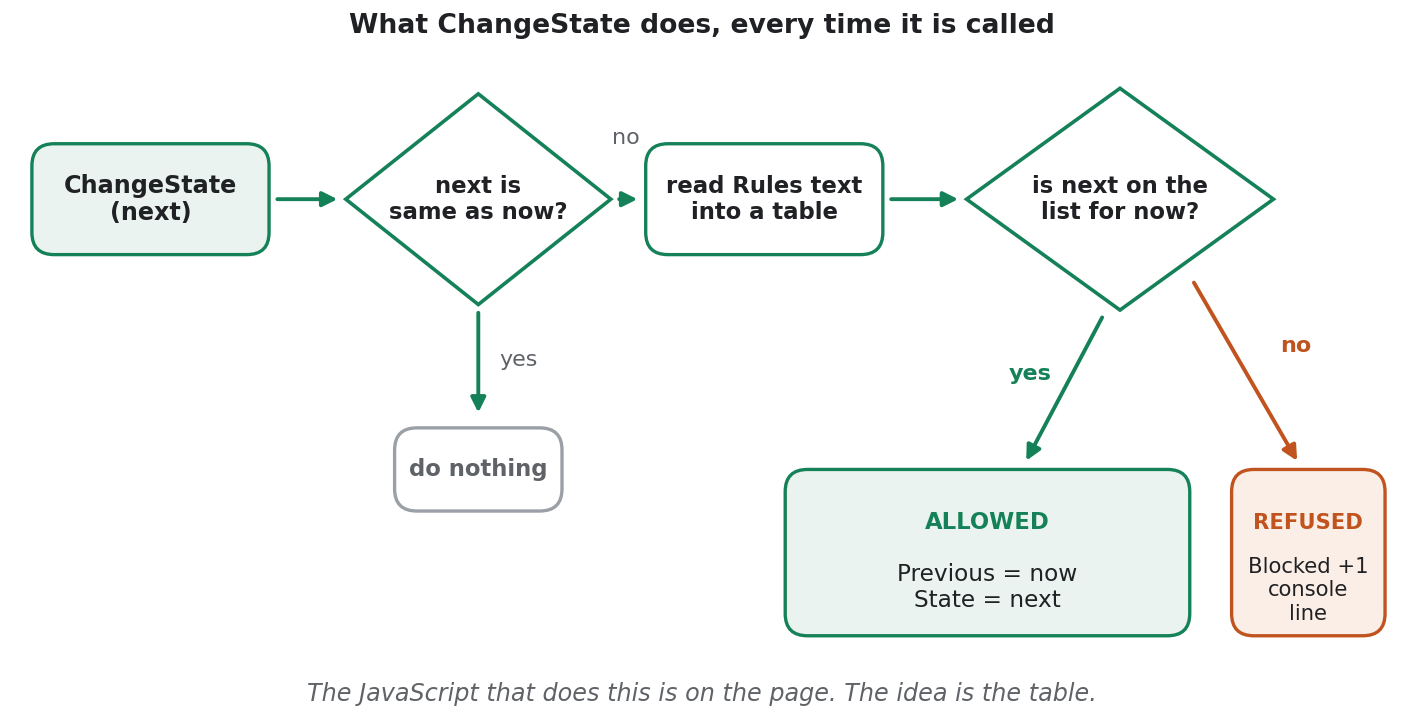 What ChangeState does, every time it is called
ChangeState
(next)
next is
same as now?
no
read Rules text
into a table
is next on the
list for now?
yes
do nothing
yes
no
ALLOWED
Previous = now
State = next
REFUSED
Blocked +1
console
line
The JavaScript that does this is on the page. The idea is the table.